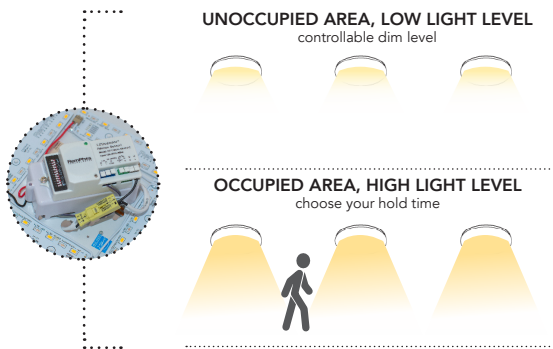 UNOCCUPIED AREA, LOW LIGHT LEVEL
controllable dim level
OCCUPIED AREA, HIGH LIGHT LEVEL
choose your hold time